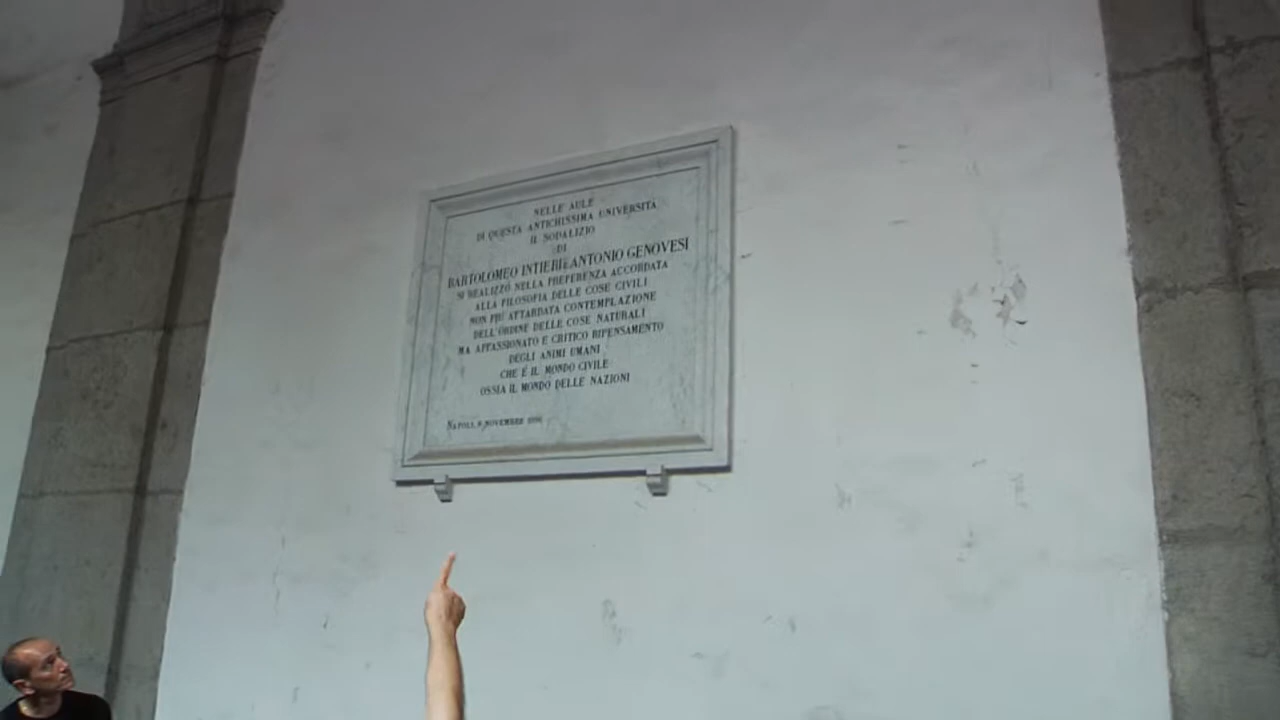 NELLE AULE
DI QUESTA ANTICHISSIMA UNIVERSITÀ
IL SODALIZIO
DI
BARTOLOMEO INTIERI E ANTONIO GENOVESI
SI REALIZZÒ NELLA PREFERENZA ACCORDATA
ALLA FILOSOFIA DELLE COSE CIVILI
NON PIÙ ATTARDATA CONTEMPLAZIONE
DELL'ORDINE DELLE COSE NATURALI
MA APPASSIONATO E CRITICO RIPENSAMENTO
DEGLI ANIMI UMANI
CHE È IL MONDO CIVILE
OSSIA IL MONDO DELLE NAZIONI
NAPOLI, NOVEMBRE